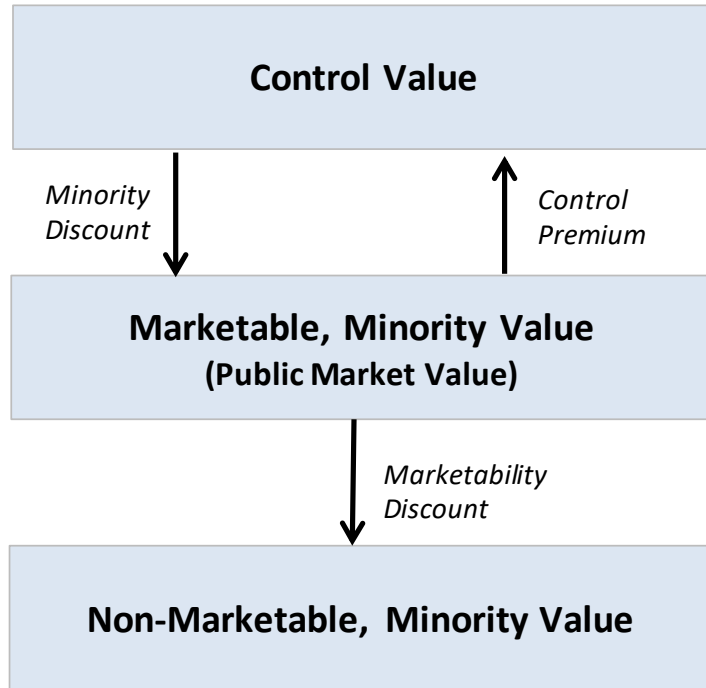 Control Value
Minority
Discount
Control
Premium
Marketable, Minority Value
(Public Market Value)
Marketability
Discount
Non-Marketable, Minority Value